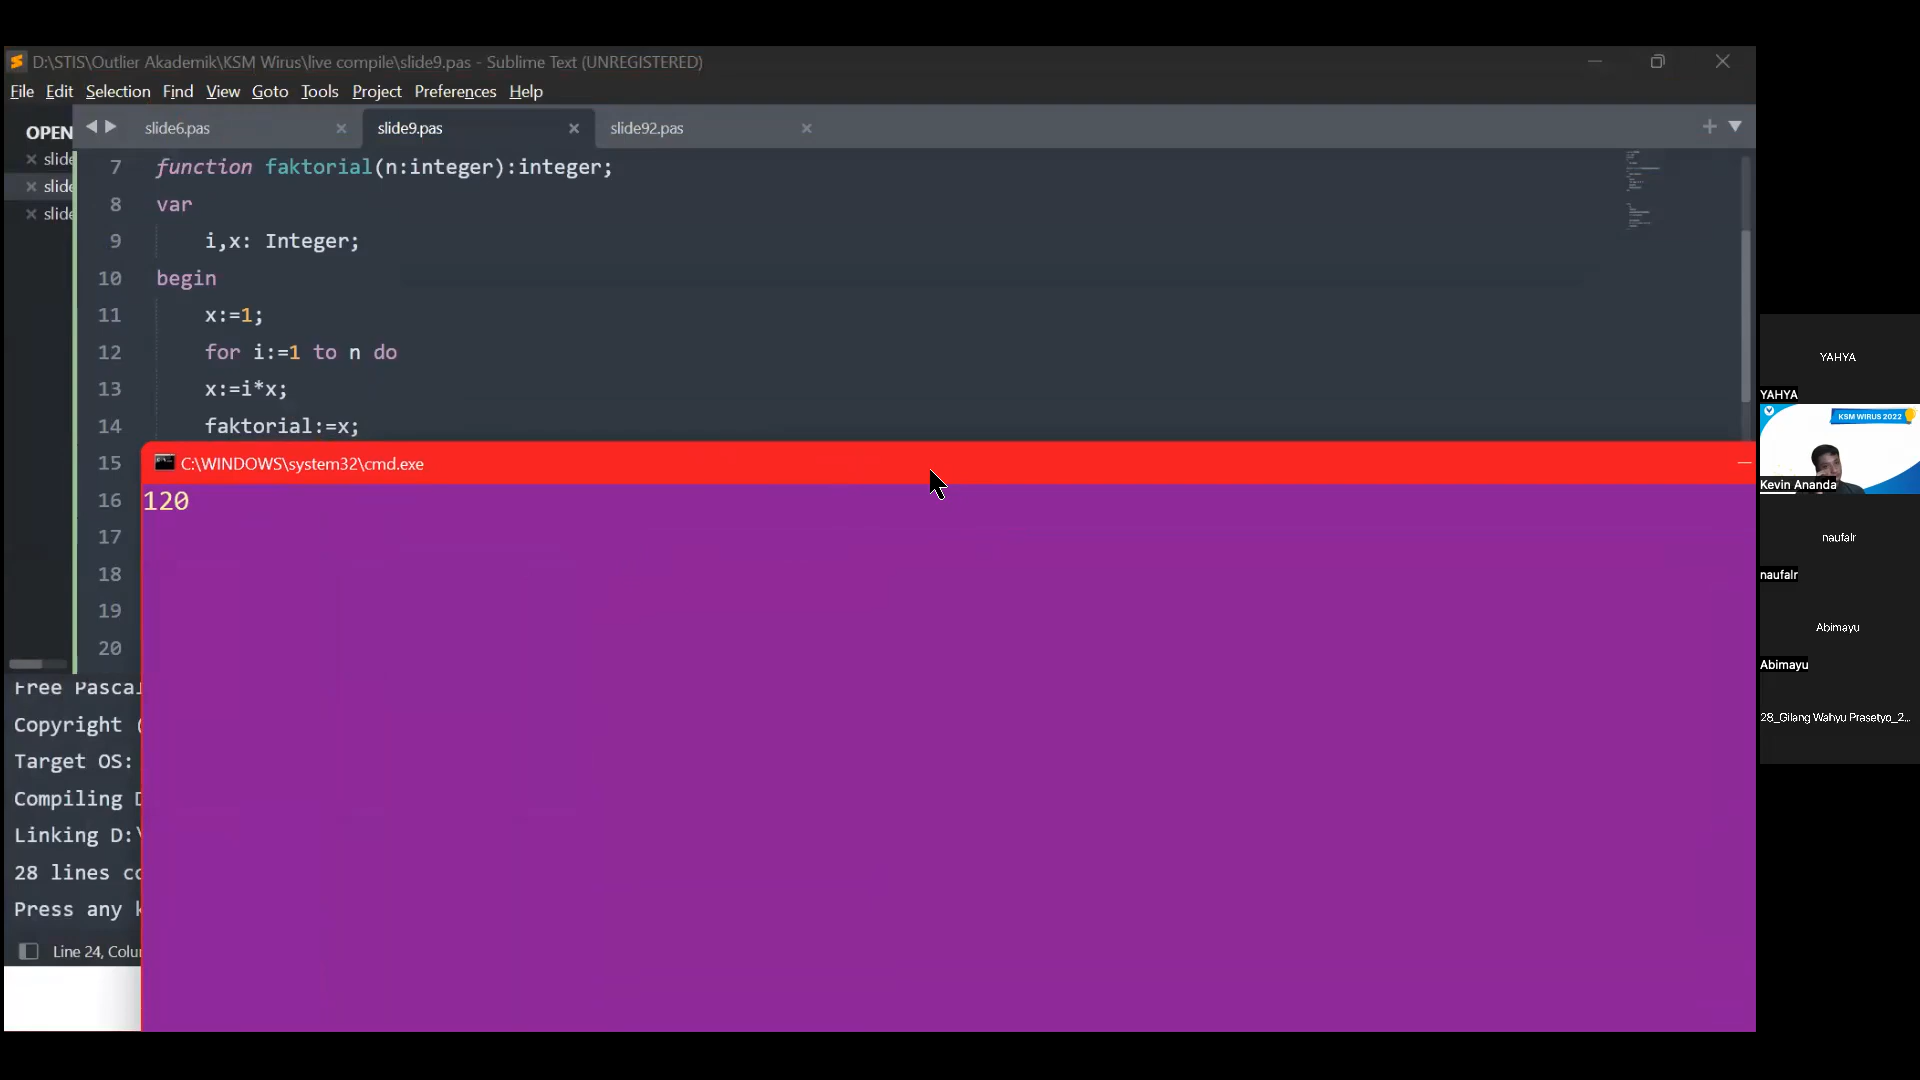 D:\STIS\Outlier Akademik\KSM Wirus\live compile\slide9.pas - Sublime Text (UNREGISTERED)
File Edit Selection Find View Goto Tools Project Preferences Help
OPEN
slide
slide
slide
slide6.pas slide9.pas slide92.pas
7 function faktorial(n:integer):integer;
8 var
9 i,x: Integer;
10 begin
11 x:=1;
12 for i:=1 to n do
13 x:=i*x;
14 faktorial:=x;
15
16
17
18
19
20
C:\WINDOWS\system32\cmd.exe
120
Free Pascal
Copyright (
Target OS:
Compiling D
Linking D:\
28 lines co
Press any k
Line 24, Colu
YAHYA
YAHYA
KSM WIRUS 2022
Kevin Ananda
naufalr
naufalr
Abimayu
Abimayu
28_Gilang Wahyu Prasetyo_2...